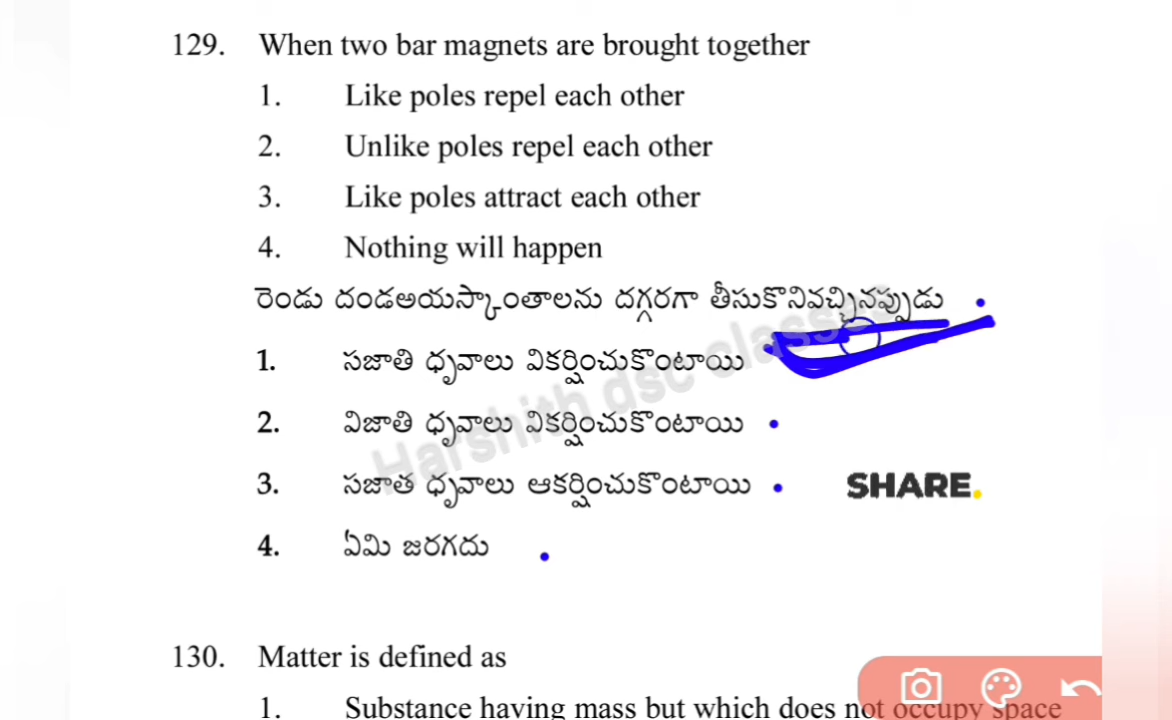 129. When two bar magnets are brought together
1. Like poles repel each other
2. Unlike poles repel each other
3. Like poles attract each other
4. Nothing will happen
రెండు దండఅయస్కాంతాలను దగ్గరగా తీసుకొనివచ్చినప్పుడు
1. సజాతి ధృవాలు వికర్షించుకొంటాయి
2. విజాతి ధృవాలు వికర్షించుకొంటాయి
3. సజాత ధృవాలు ఆకర్షించుకొంటాయి
SHARE.
4. ఏమి జరగదు
Harshith dsc classes
130. Matter is defined as
1. Substance having mass but which does not occupy space